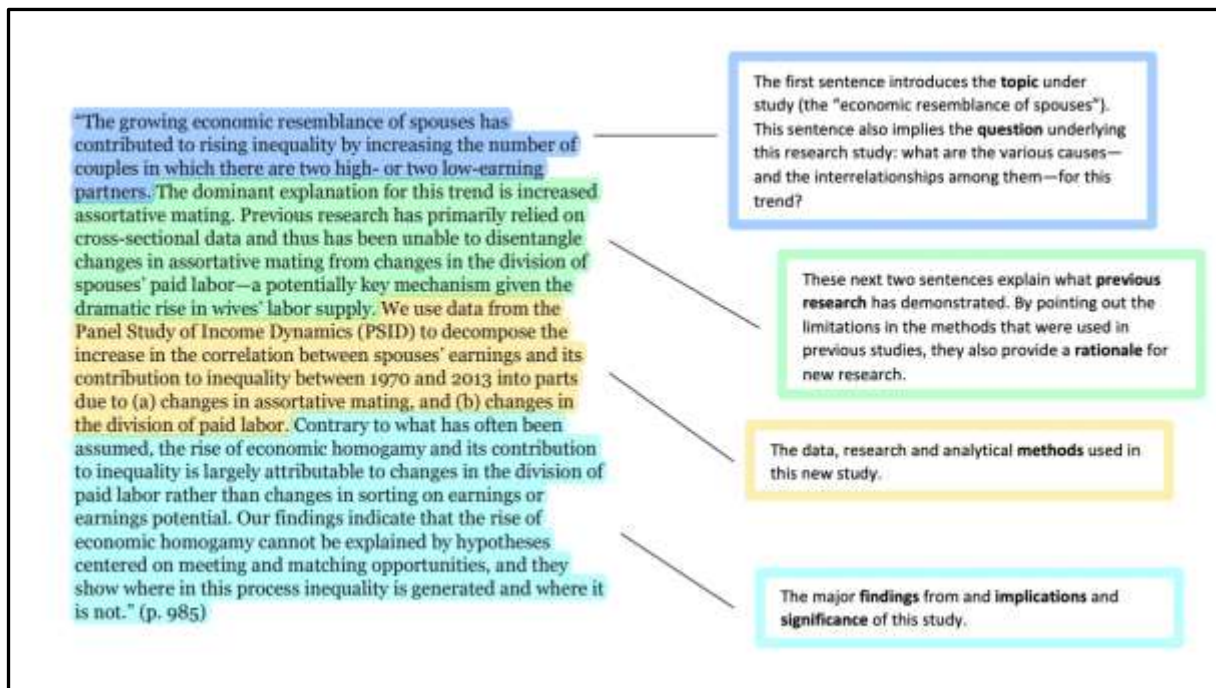 “The growing economic resemblance of spouses has
contributed to rising inequality by increasing the number of
couples in which there are two high- or two low-earning
partners. The dominant explanation for this trend is increased
assortative mating. Previous research has primarily relied on
cross-sectional data and thus has been unable to disentangle
changes in assortative mating from changes in the division of
spouses’ paid labor—a potentially key mechanism given the
dramatic rise in wives’ labor supply. We use data from the
Panel Study of Income Dynamics (PSID) to decompose the
increase in the correlation between spouses’ earnings and its
contribution to inequality between 1970 and 2013 into parts
due to (a) changes in assortative mating, and (b) changes in
the division of paid labor. Contrary to what has often been
assumed, the rise of economic homogamy and its contribution
to inequality is largely attributable to changes in the division of
paid labor rather than changes in sorting on earnings or
earnings potential. Our findings indicate that the rise of
economic homogamy cannot be explained by hypotheses
centered on meeting and matching opportunities, and they
show where in this process inequality is generated and where it
is not.” (p. 985)
The first sentence introduces the topic under
study (the “economic resemblance of spouses”).
This sentence also implies the question underlying
this research study: what are the various causes—
and the interrelationships among them—for this
trend?
These next two sentences explain what previous
research has demonstrated. By pointing out the
limitations in the methods that were used in
previous studies, they also provide a rationale for
new research.
The data, research and analytical methods used in
this new study.
The major findings from and implications and
significance of this study.